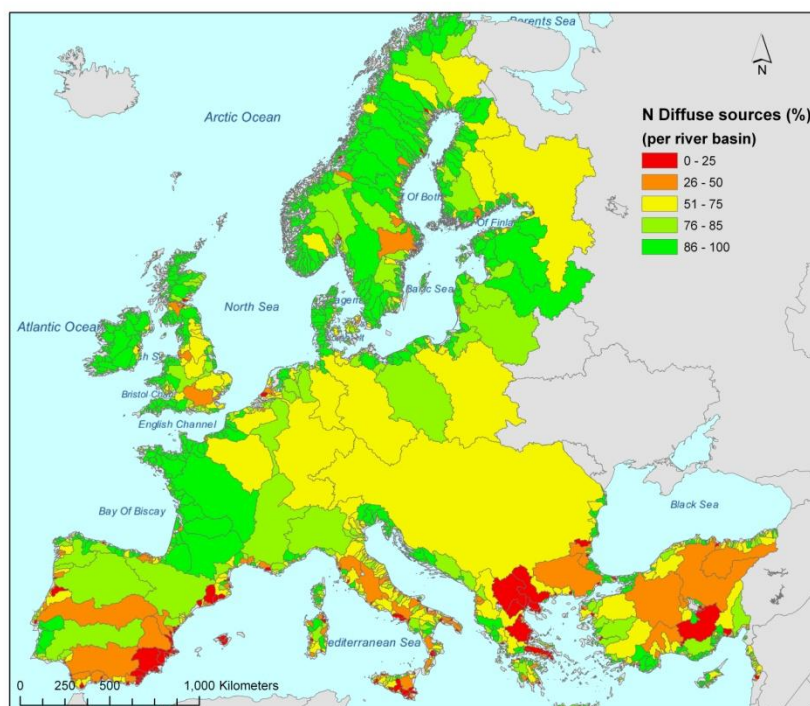 Barents Sea
N
Arctic Ocean
N Diffuse sources (%)
(per river basin)
0 - 25
26 - 50
51 - 75
76 - 85
86 - 100
Of Both
Of Finla
North Sea
Baltic Sea
Atlantic Ocean
Bristol Cha
English Channel
Bay Of Biscay
Black Sea
Mediterranean Sea
0 250 500 1,000 Kilometers